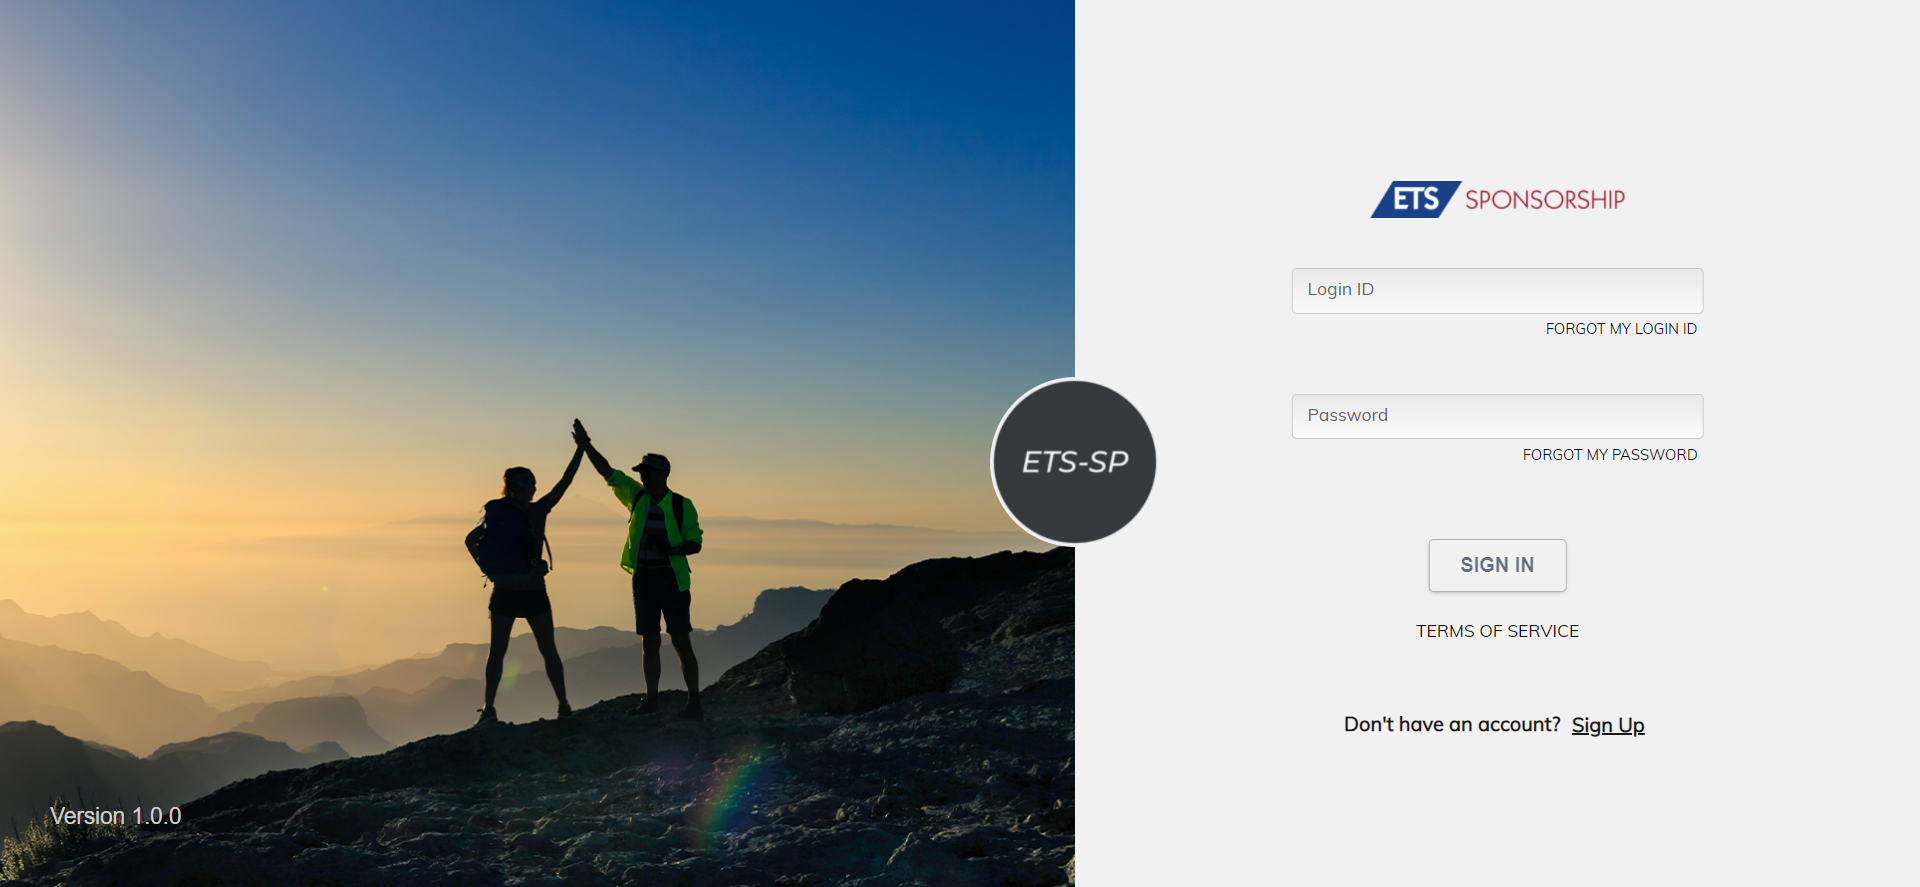 ETS SPONSORSHIP
Login ID
FORGOT MY LOGIN ID
Password
FORGOT MY PASSWORD
ETS-SP
SIGN IN
TERMS OF SERVICE
Don't have an account? Sign Up
Version 1.0.0